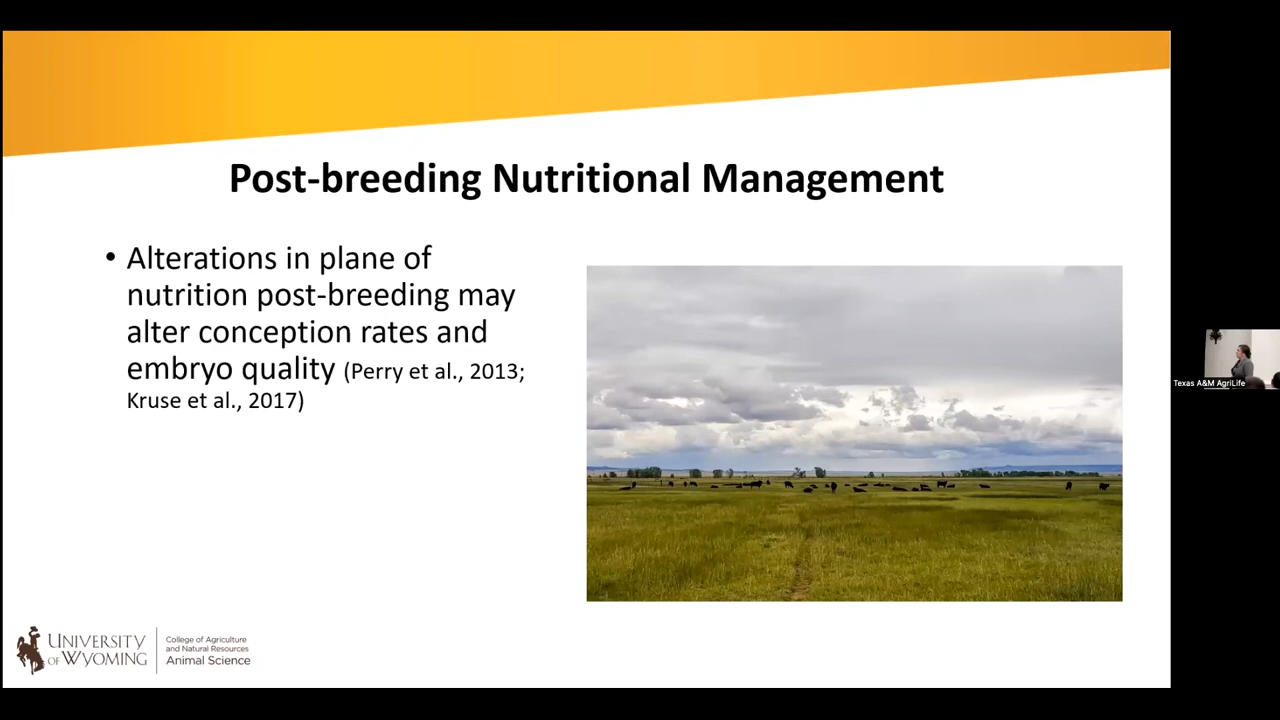 Post-breeding Nutritional Management
• Alterations in plane of
nutrition post-breeding may
alter conception rates and
embryo quality (Perry et al., 2013;
Kruse et al., 2017)
Texas A&M AgriLife
UNIVERSITY
OF WYOMING
College of Agriculture
and Natural Resources
Animal Science